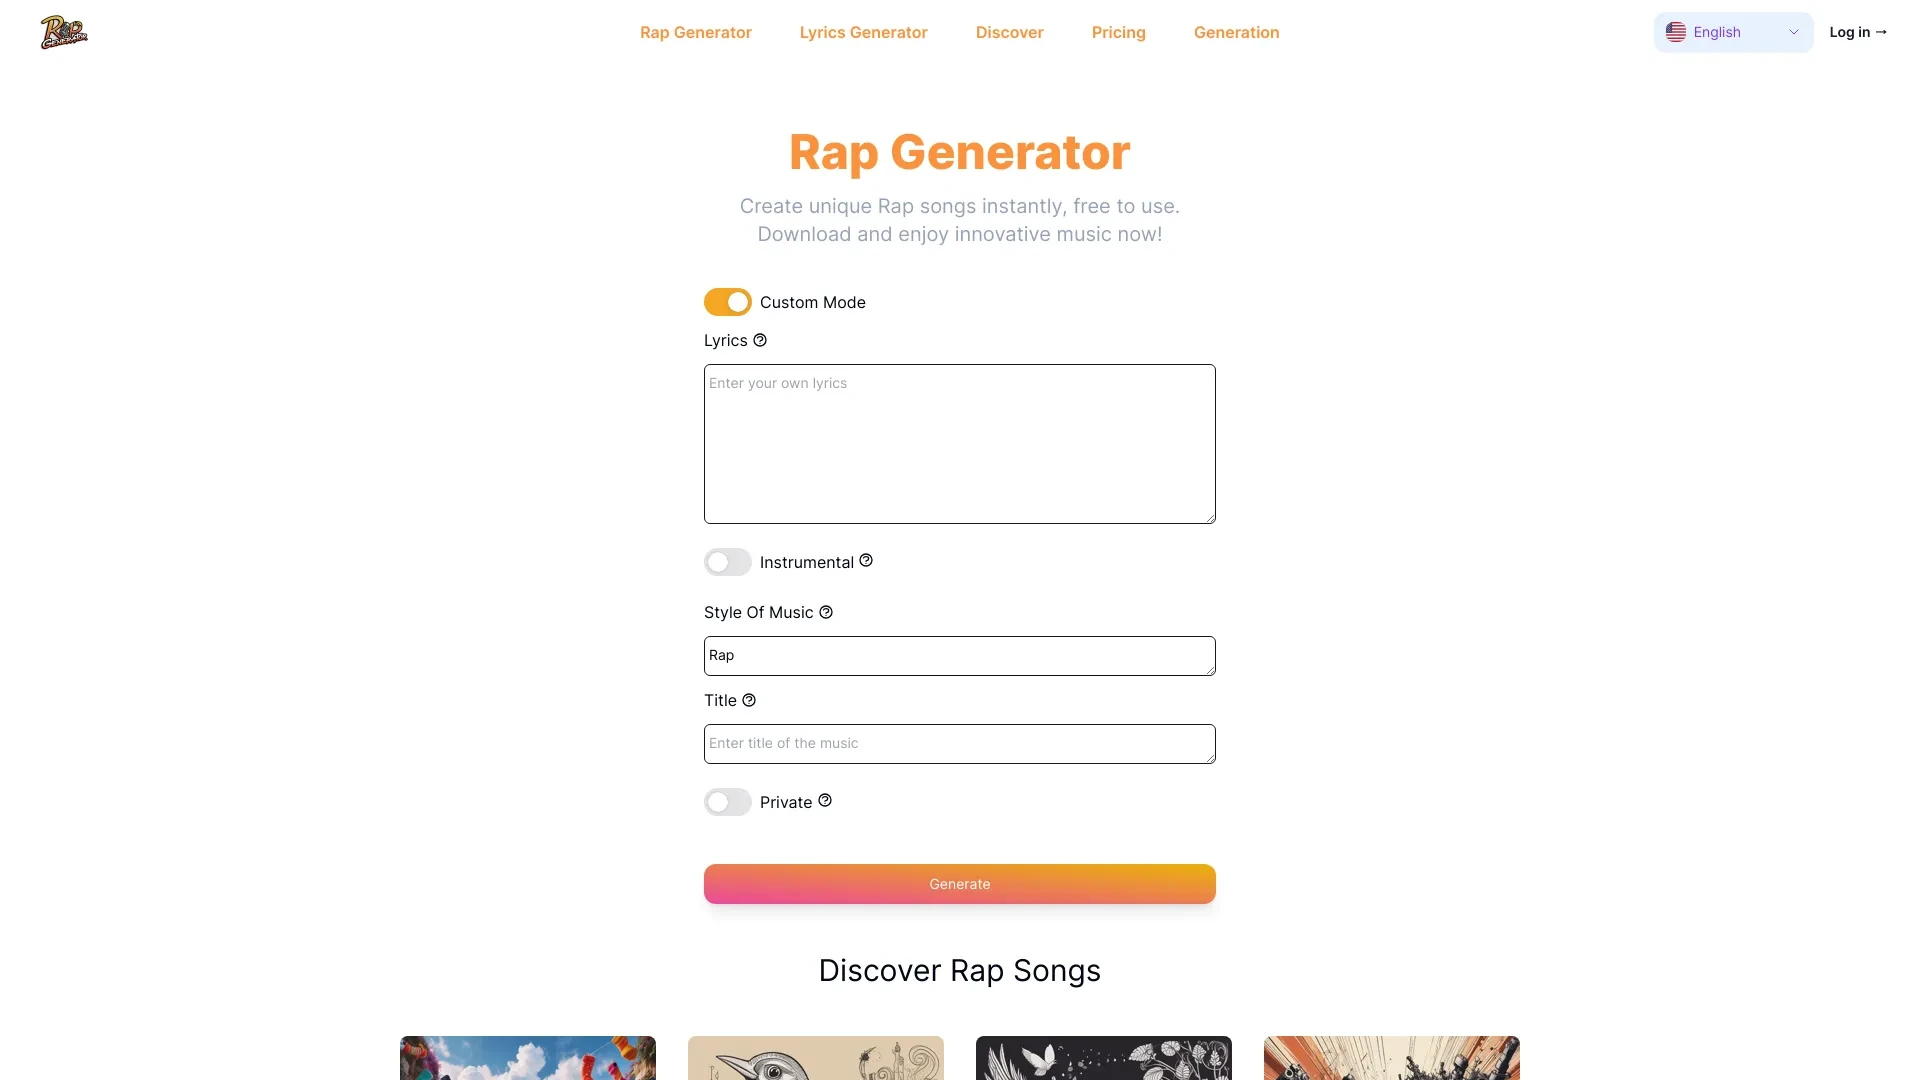 Rap GENERATOR
Rap Generator
Lyrics Generator
Discover
Pricing
Generation
English
Log in →
Rap Generator
Create unique Rap songs instantly, free to use.
Download and enjoy innovative music now!
Custom Mode
Lyrics
Enter your own lyrics
Instrumental
Style Of Music
Rap
Title
Enter title of the music
Private
Generate
Discover Rap Songs